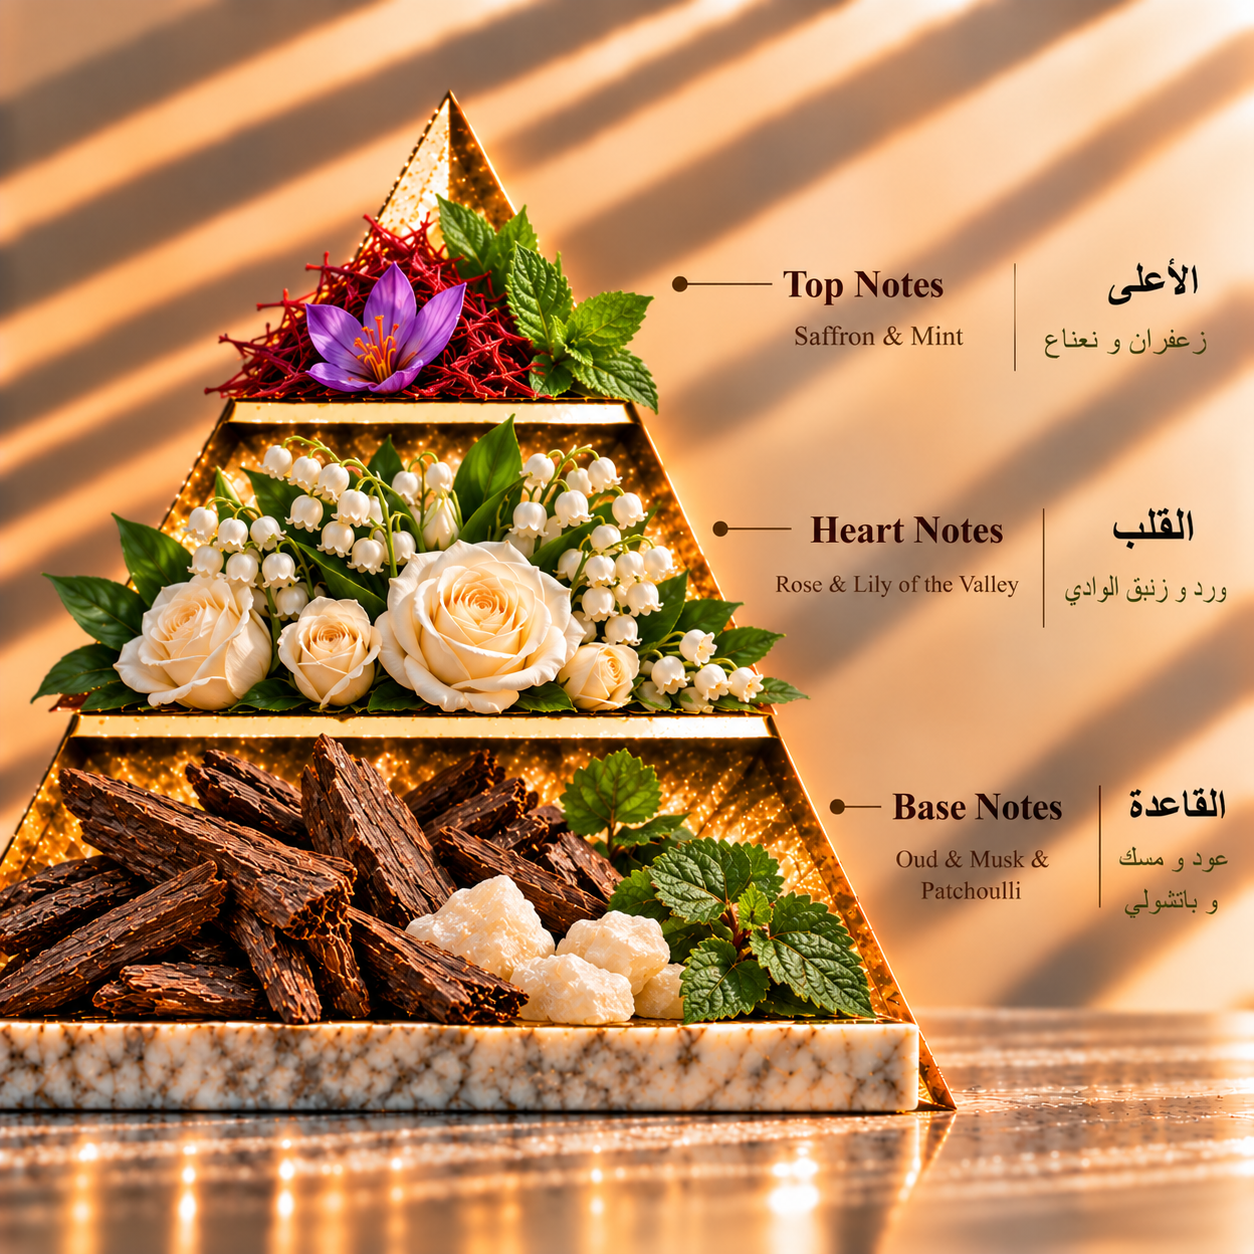 Top Notes
Saffron & Mint
الأعلى
زعفران و نعناع
Heart Notes
Rose & Lily of the Valley
القلب
ورد و زنبق الوادي
Base Notes
Oud & Musk &
Patchoulli
القاعدة
عود و مسك
و باتشولي